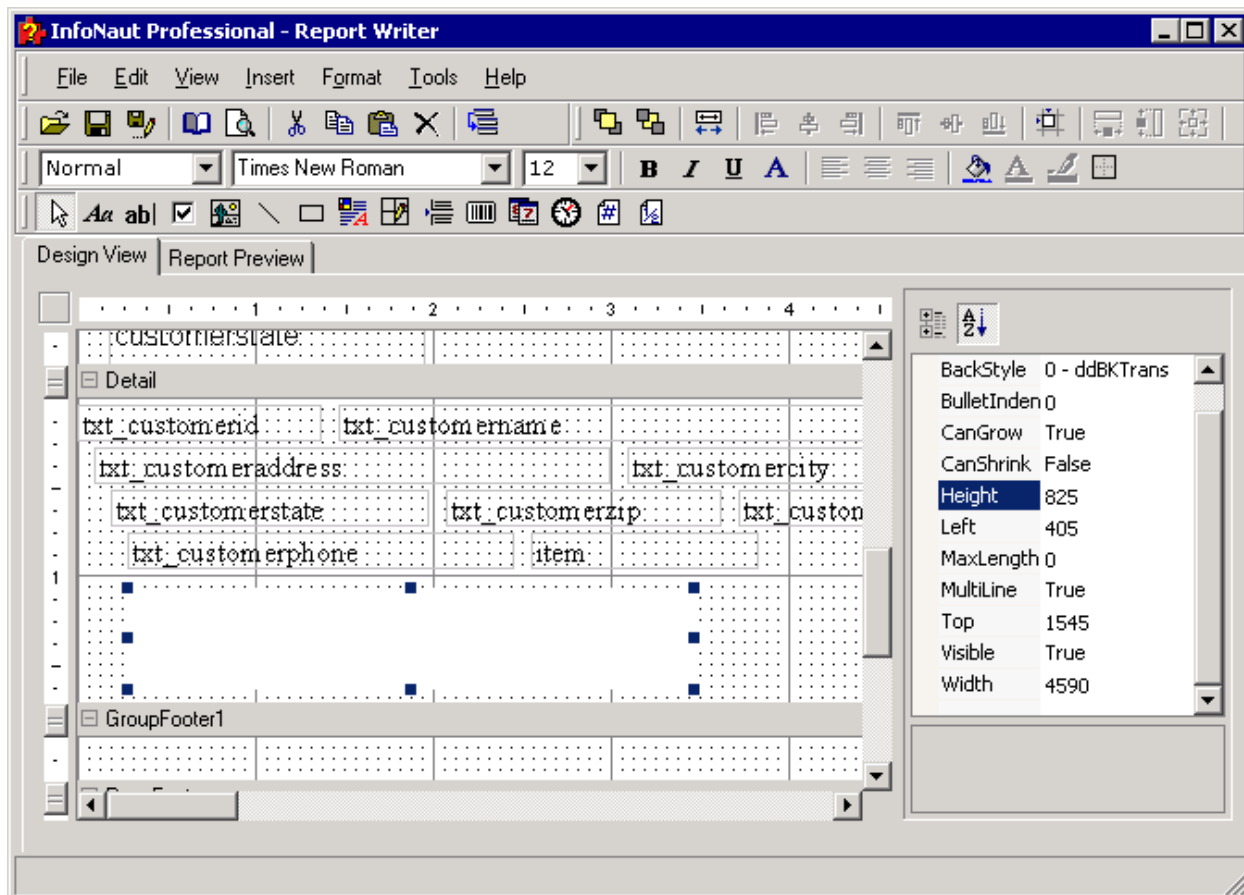 InfoNaut Professional - Report Writer
File Edit View Insert Format Tools Help
Normal Times New Roman 12 B I U A A
Aa ab|
Design View Report Preview
1 2 3 4
customerstate
Detail
txt_customerid txt_customername
txt_customeraddress txt_customercity
txt_customerstate txt_customerzip txt_custon
txt_customerphone item
1
GroupFooter1
BackStyle 0 - ddBKTrans
BulletInden 0
CanGrow True
CanShrink False
Height 825
Left 405
MaxLength 0
MultiLine True
Top 1545
Visible True
Width 4590